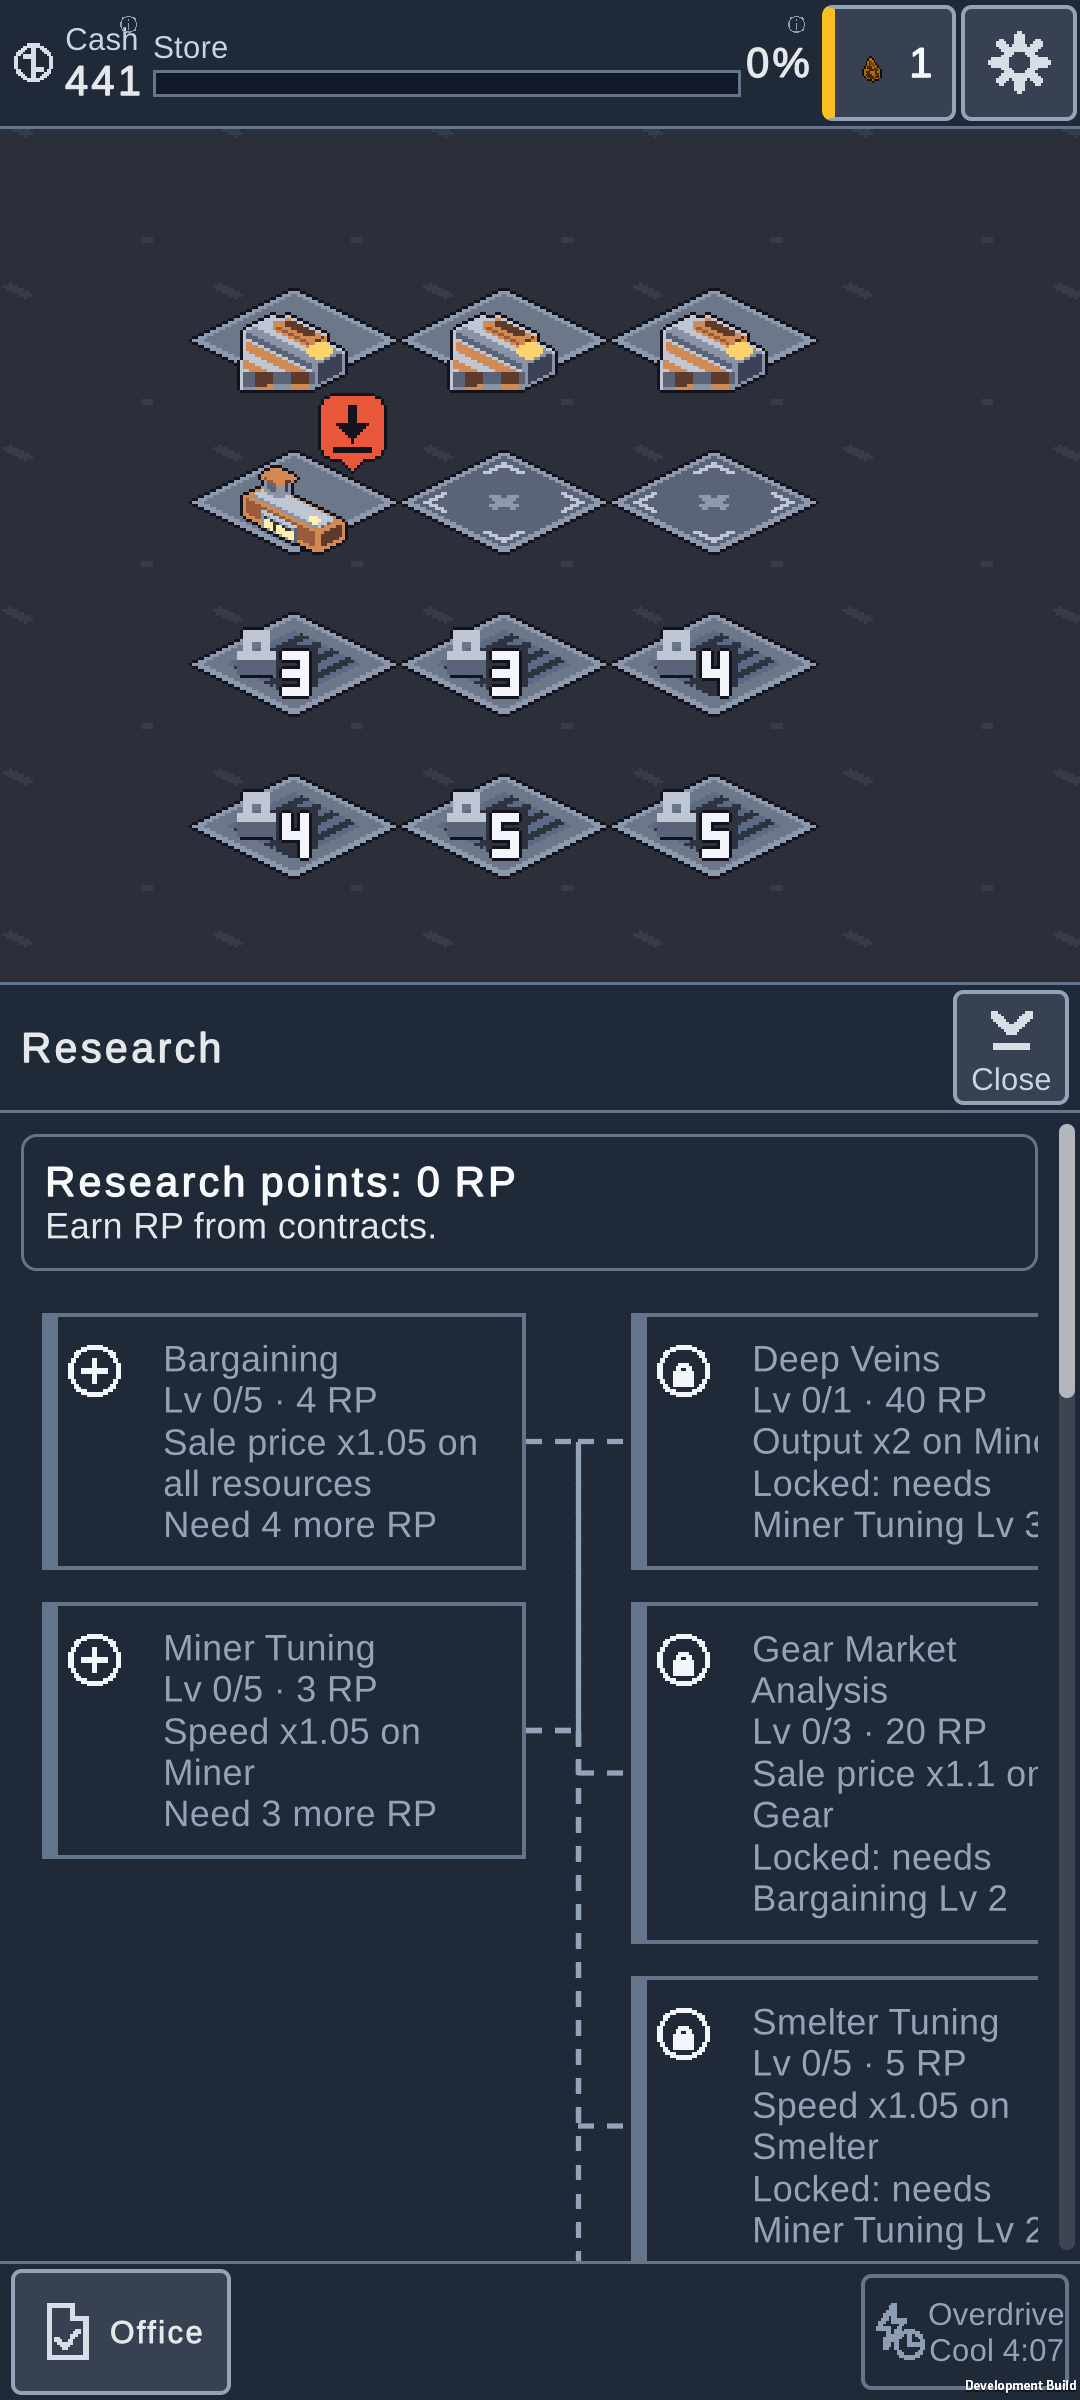 Cash
441
Store
0%
1
3
3
4
4
5
5
Research
Close
Research points: 0 RP
Earn RP from contracts.
Bargaining
Lv 0/5 · 4 RP
Sale price x1.05 on
all resources
Need 4 more RP
Deep Veins
Lv 0/1 · 40 RP
Output x2 on Mine
Locked: needs
Miner Tuning Lv 3
Miner Tuning
Lv 0/5 · 3 RP
Speed x1.05 on
Miner
Need 3 more RP
Gear Market
Analysis
Lv 0/3 · 20 RP
Sale price x1.1 on
Gear
Locked: needs
Bargaining Lv 2
Smelter Tuning
Lv 0/5 · 5 RP
Speed x1.05 on
Smelter
Locked: needs
Miner Tuning Lv 2
Office
Overdrive
Cool 4:07
Development Build